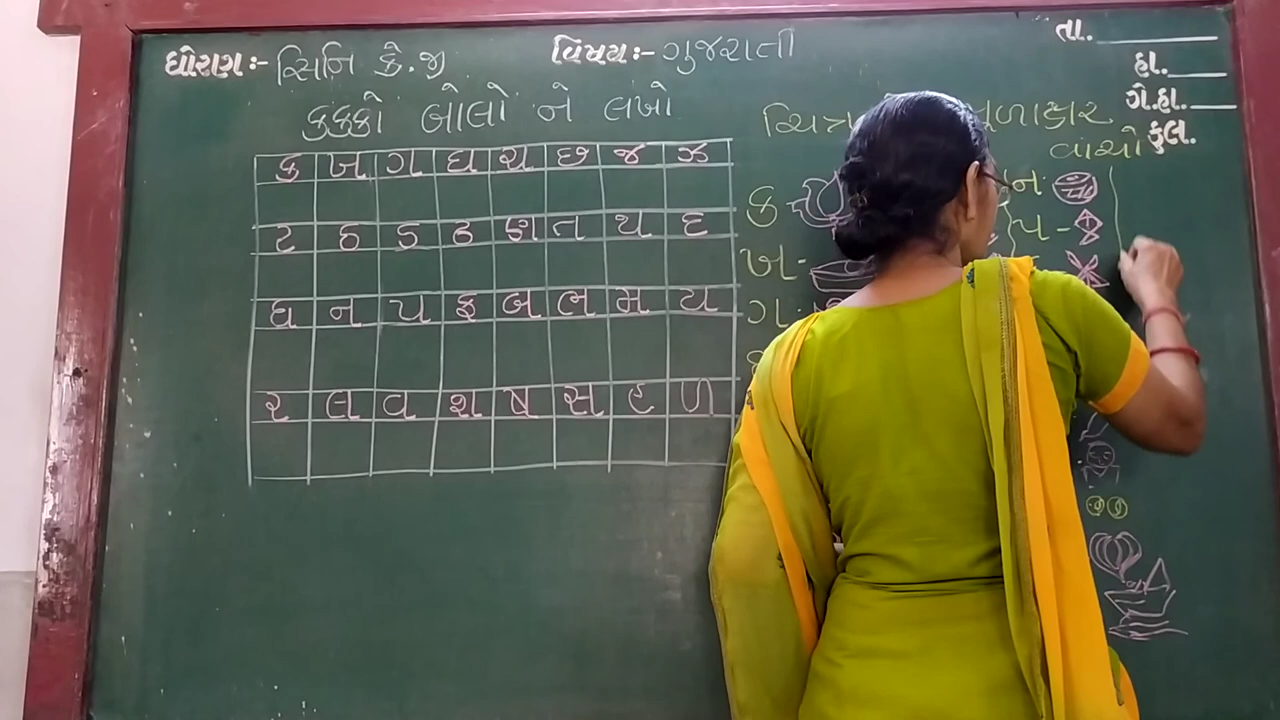 ધોરણ:- સિનિ કે.જી
વિષય:- ગુજરાતી
તા.
હા.
ગે.હા.
કુલ.
કક્કો બોલો ને લખો
ક ખ ગ ઘ ચ છ જ ઝ
ટ ઠ ડ ઢ ણ ત થ દ
ધ ન પ ફ બ ભ મ ય
ર લ વ શ ષ સ હ ળ
ચિત્ર
વાંચો
ક
ખ-
ગ
ન
પ-